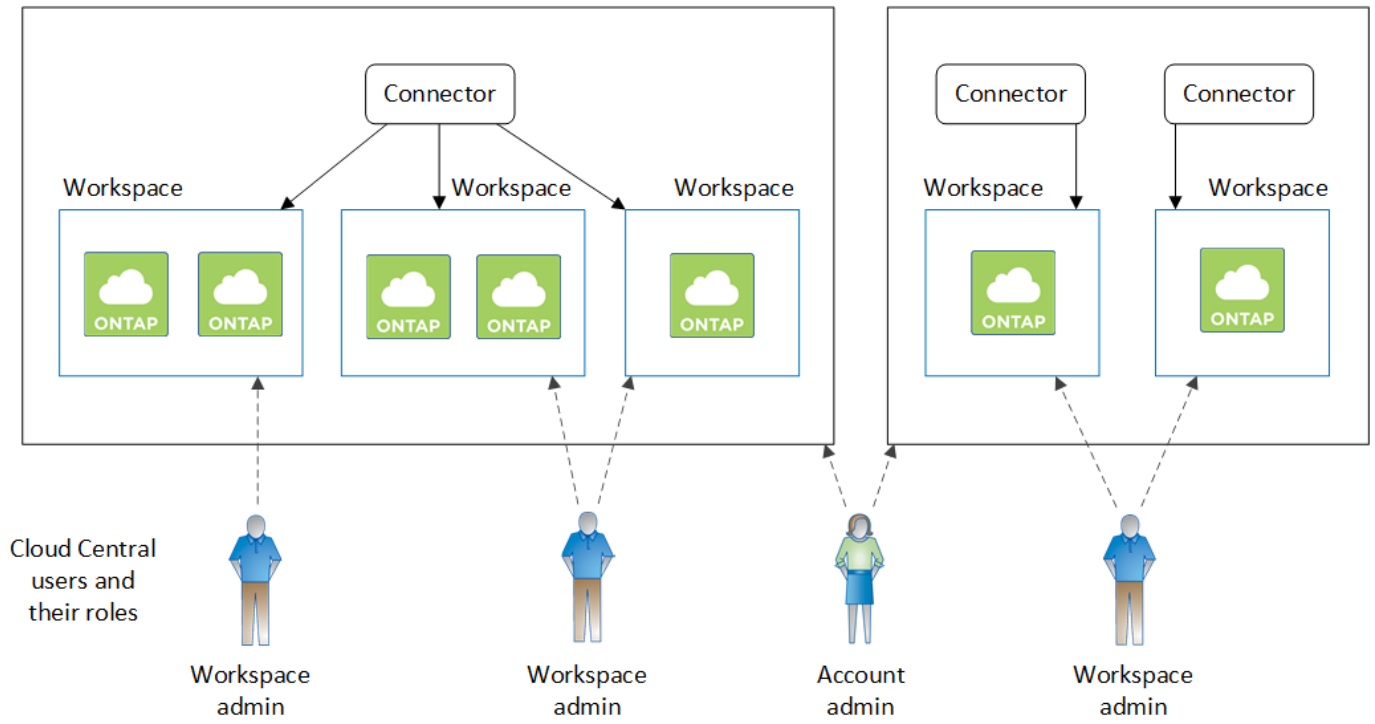 Connector
Connector
Connector
Workspace
Workspace
Workspace
Workspace
Workspace
ONTAP
ONTAP
ONTAP
ONTAP
ONTAP
ONTAP
ONTAP
Cloud Central
users and
their roles
Workspace
admin
Workspace
admin
Account
admin
Workspace
admin